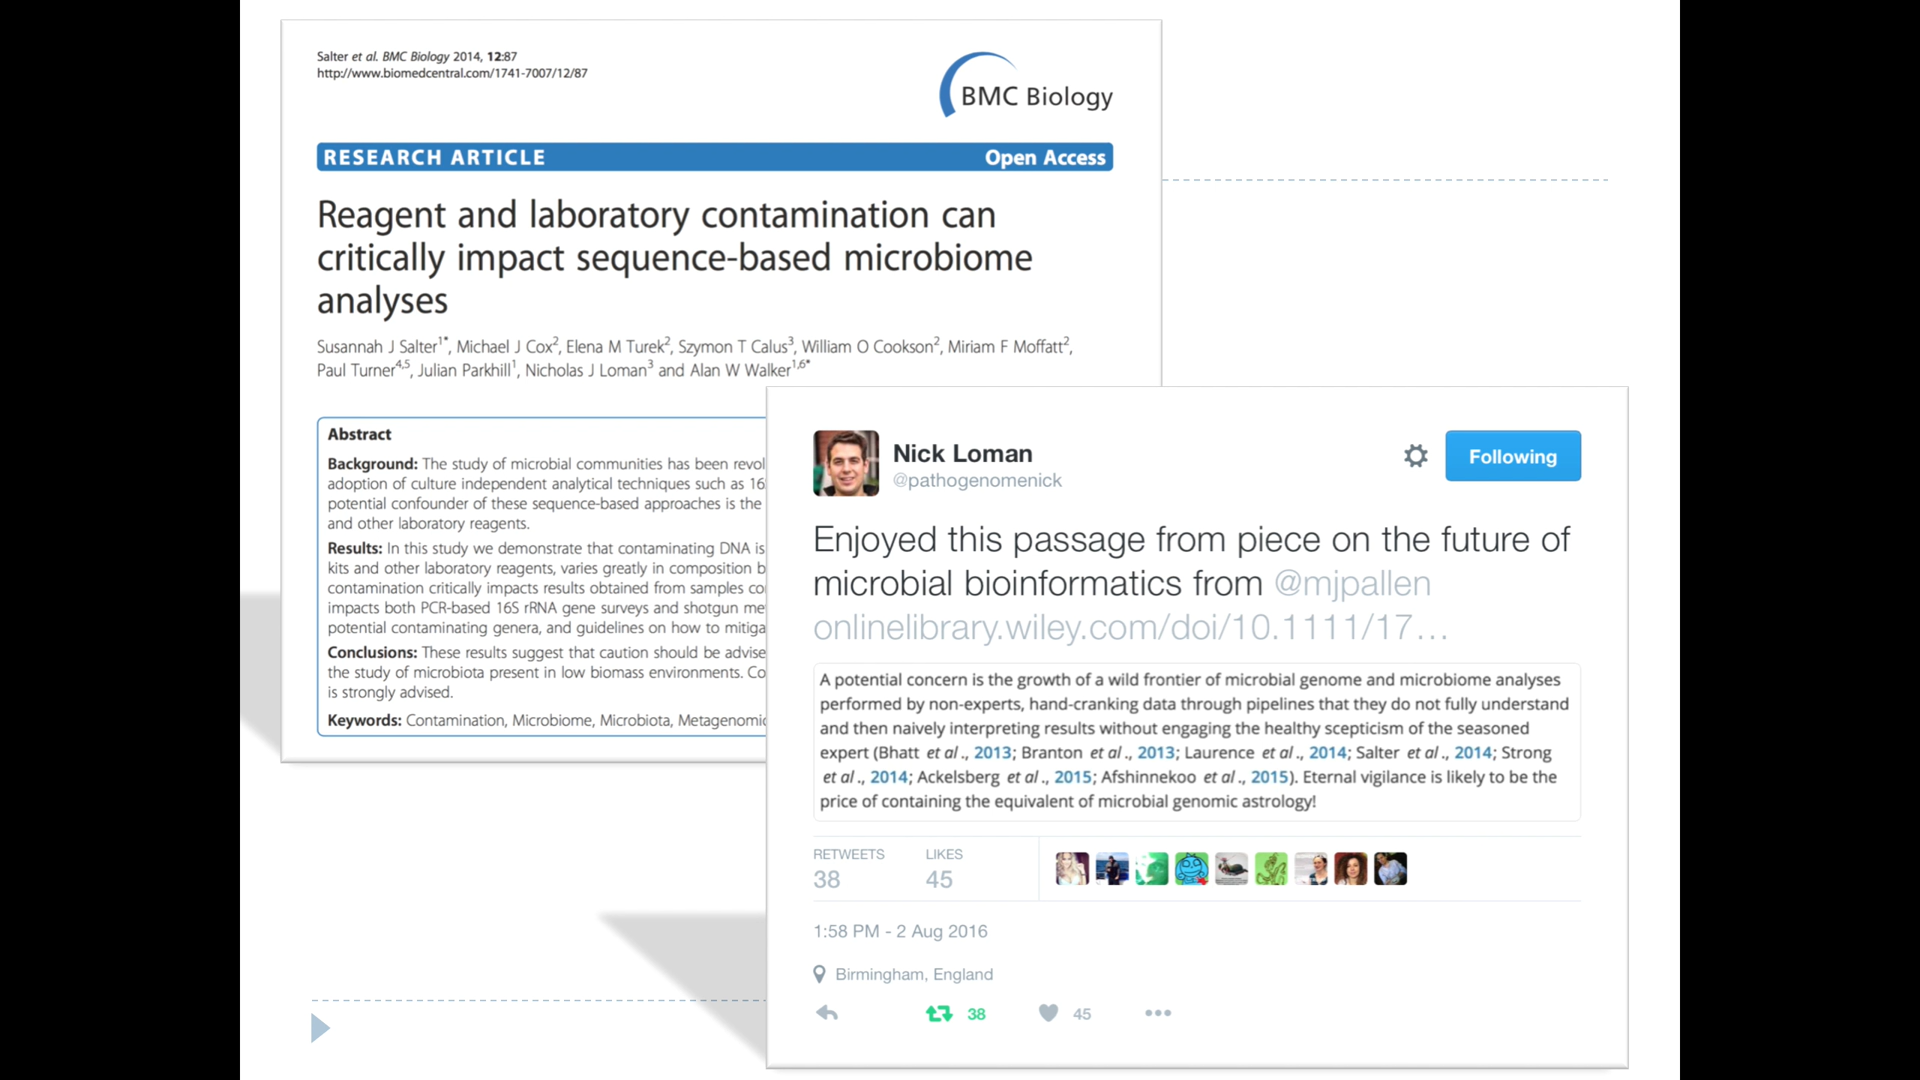 Salter et al. BMC Biology 2014, 12:87
http://www.biomedcentral.com/1741-7007/12/87
BMC Biology
RESEARCH ARTICLE Open Access
Reagent and laboratory contamination can
critically impact sequence-based microbiome
analyses
Susannah J Salter1*, Michael J Cox2, Elena M Turek2, Szymon T Calus3, William O Cookson2, Miriam F Moffatt2,
Paul Turner4,5, Julian Parkhill1, Nicholas J Loman3 and Alan W Walker1,6*
Abstract
Background: The study of microbial communities has been revol
adoption of culture independent analytical techniques such as 16
potential confounder of these sequence-based approaches is the
and other laboratory reagents.
Results: In this study we demonstrate that contaminating DNA is
kits and other laboratory reagents, varies greatly in composition b
contamination critically impacts results obtained from samples co
impacts both PCR-based 16S rRNA gene surveys and shotgun me
potential contaminating genera, and guidelines on how to mitiga
Conclusions: These results suggest that caution should be advise
the study of microbiota present in low biomass environments. Co
is strongly advised.
Keywords: Contamination, Microbiome, Microbiota, Metagenomic
Nick Loman
@pathogenomenick
Following
Enjoyed this passage from piece on the future of
microbial bioinformatics from @mjpallen
onlinelibrary.wiley.com/doi/10.1111/17…
A potential concern is the growth of a wild frontier of microbial genome and microbiome analyses
performed by non-experts, hand-cranking data through pipelines that they do not fully understand
and then naively interpreting results without engaging the healthy scepticism of the seasoned
expert (Bhatt et al., 2013; Branton et al., 2013; Laurence et al., 2014; Salter et al., 2014; Strong
et al., 2014; Ackelsberg et al., 2015; Afshinnekoo et al., 2015). Eternal vigilance is likely to be the
price of containing the equivalent of microbial genomic astrology!
RETWEETS LIKES
38 45
1:58 PM - 2 Aug 2016
Birmingham, England
38 45